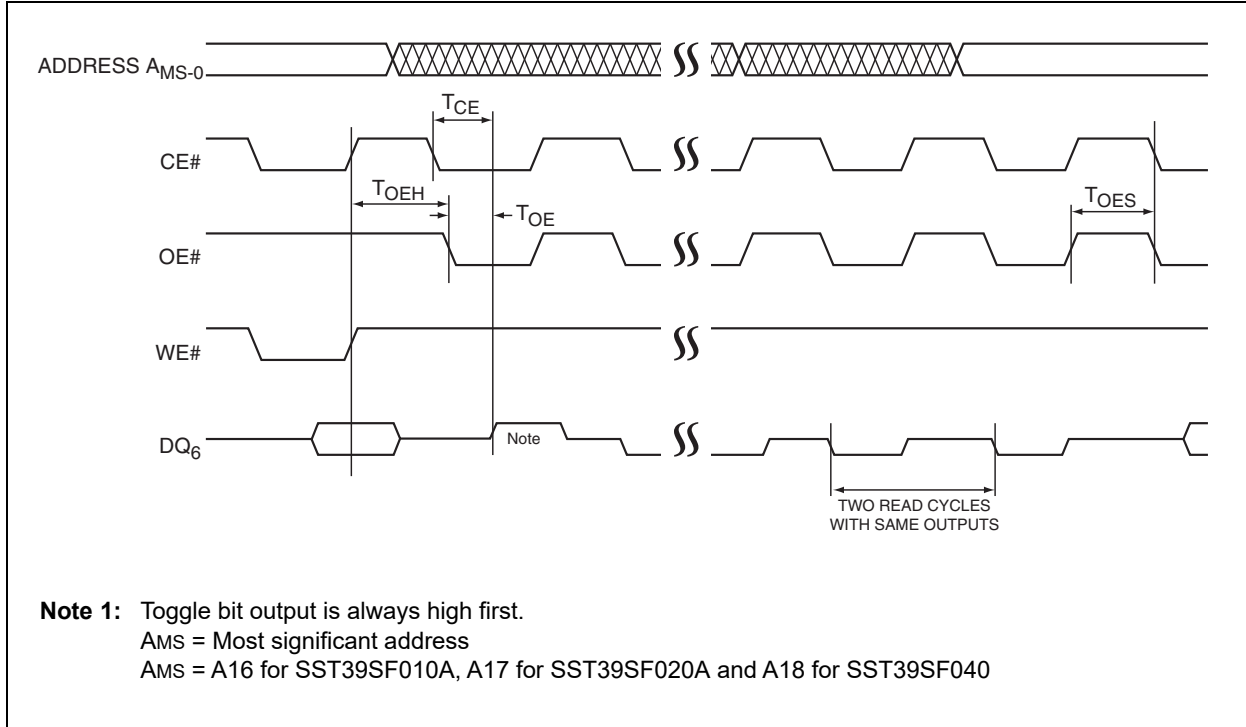 ADDRESS AMS-0
TCE
CE#
TOEH
TOES
TOE
OE#
WE#
DQ6
Note
TWO READ CYCLES
WITH SAME OUTPUTS
Note 1: Toggle bit output is always high first.
AMS = Most significant address
AMS = A16 for SST39SF010A, A17 for SST39SF020A and A18 for SST39SF040